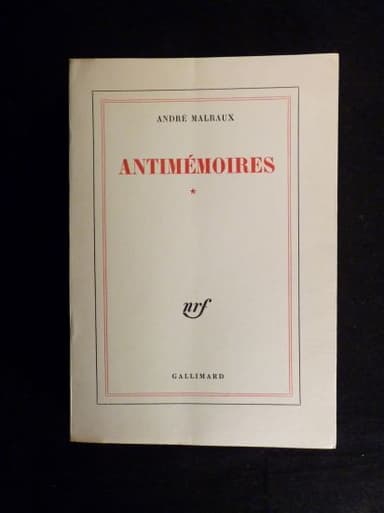 ANDRÉ MALRAUX
ANTIMÉMOIRES
*
nrf
GALLIMARD